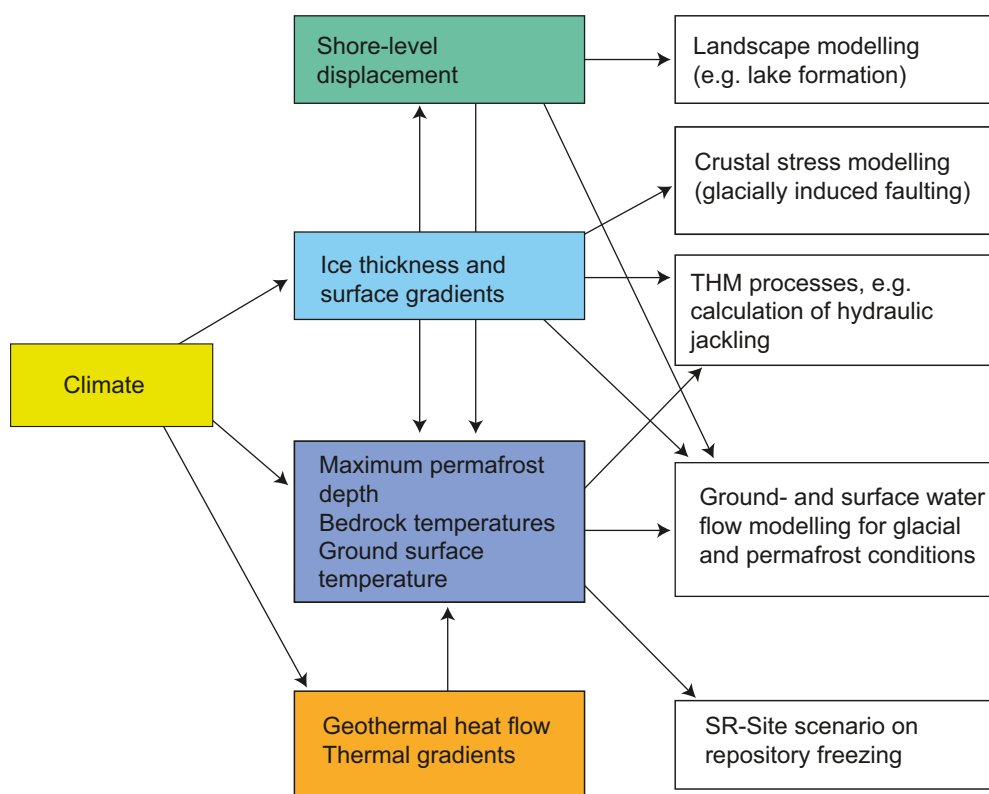 Shore-level
displacement
Landscape modelling
(e.g. lake formation)
Crustal stress modelling
(glacially induced faulting)
Ice thickness and
surface gradients
THM processes, e.g.
calculation of hydraulic
jackling
Climate
Maximum permafrost
depth
Bedrock temperatures
Ground surface
temperature
Ground- and surface water
flow modelling for glacial
and permafrost conditions
Geothermal heat flow
Thermal gradients
SR-Site scenario on
repository freezing